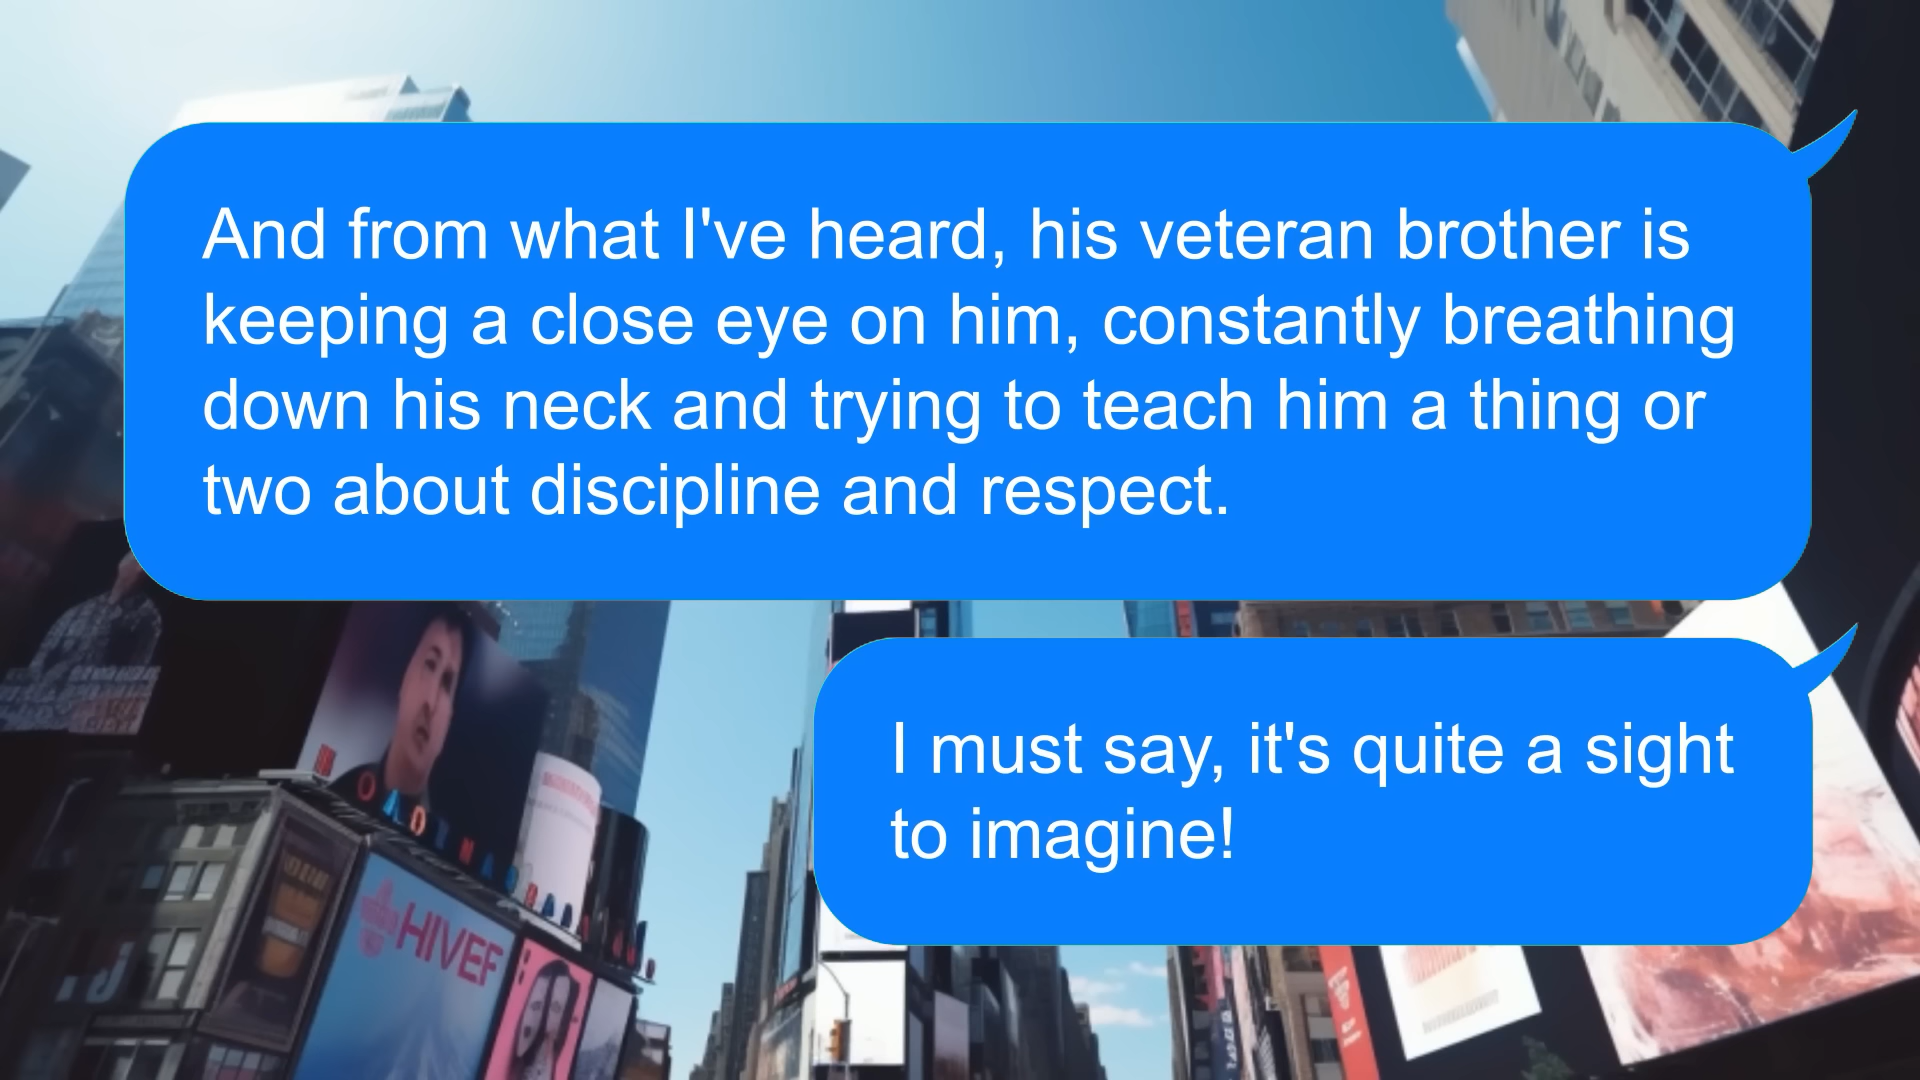 And from what I've heard, his veteran brother is
keeping a close eye on him, constantly breathing
down his neck and trying to teach him a thing or
two about discipline and respect.
I must say, it's quite a sight
to imagine!
HIVEF